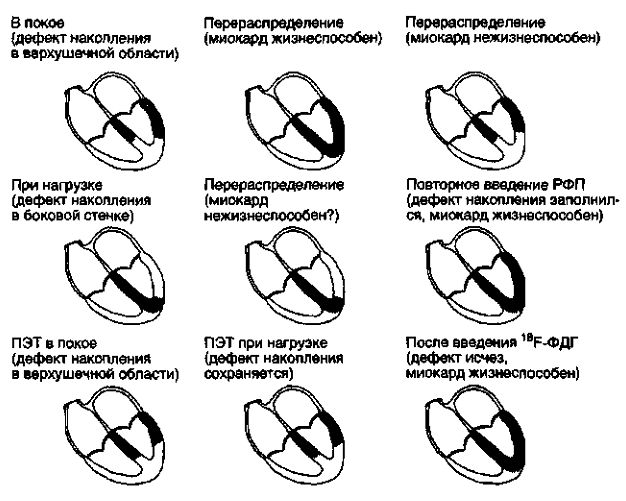 В покое
(дефект накопления
в верхушечной области)
Перераспределение
(миокард жизнеспособен)
Перераспределение
(миокард нежизнеспособен)
При нагрузке
(дефект накопления
в боковой стенке)
Перераспределение
(миокард
нежизнеспособен?)
Повторное введение РФП
(дефект накопления заполнил-
ся, миокард жизнеспособен)
ПЭТ в покое
(дефект накопления
в верхушечной области)
ПЭТ при нагрузке
(дефект накопления
сохраняется)
После введения ¹⁸F-ФДГ
(дефект исчез,
миокард жизнеспособен)